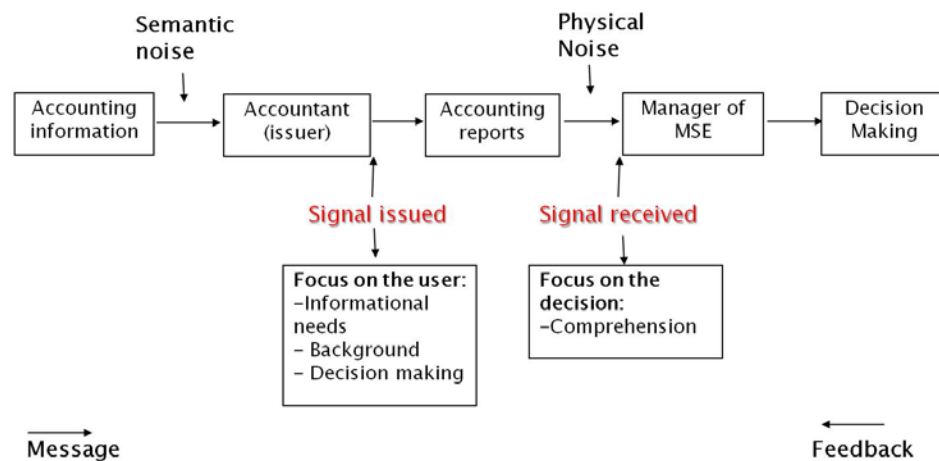 Semantic
noise
Physical
Noise
Accounting
information
Accountant
(issuer)
Accounting
reports
Manager of
MSE
Decision
Making
Signal issued
Signal received
Focus on the user:
-Informational
needs
- Background
- Decision making
Focus on the
decision:
-Comprehension
Message
Feedback